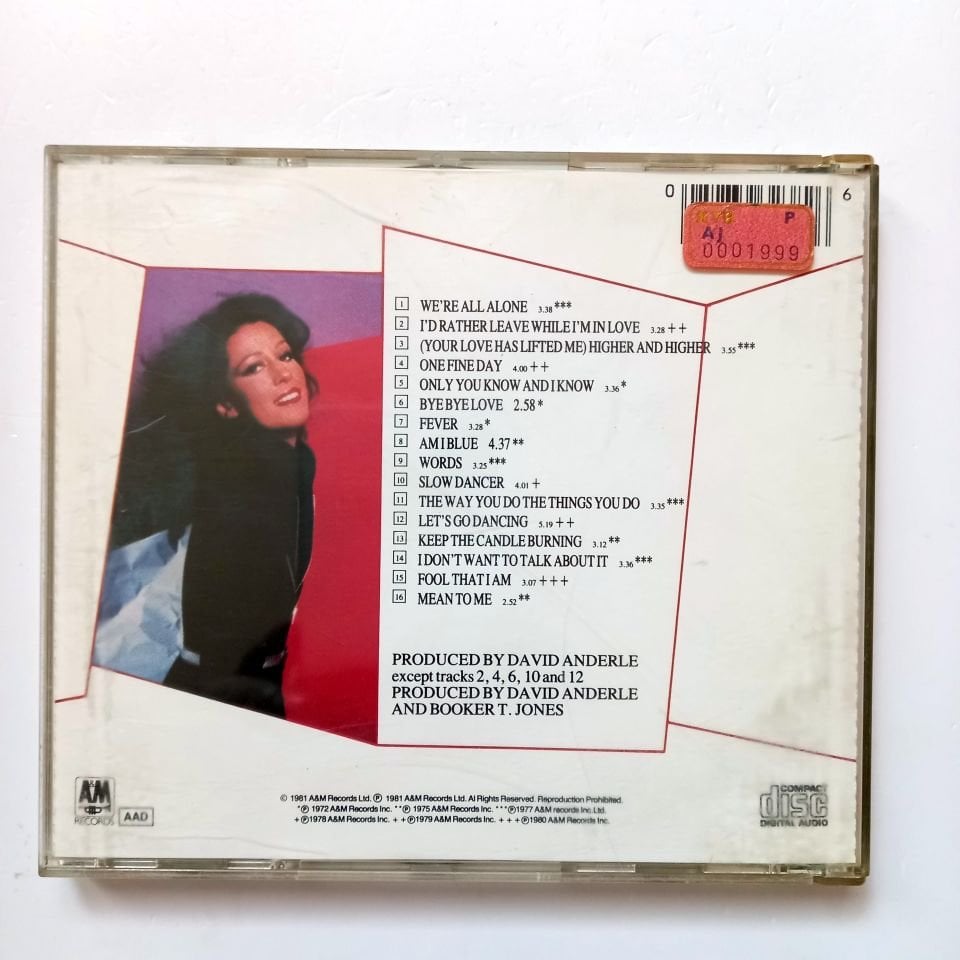 0 6
P
AJ
0001999
1 WE'RE ALL ALONE 3.38 ***
2 I'D RATHER LEAVE WHILE I'M IN LOVE 3.28 ++
3 (YOUR LOVE HAS LIFTED ME) HIGHER AND HIGHER 3.55 ***
4 ONE FINE DAY 4.00 ++
5 ONLY YOU KNOW AND I KNOW 3.36 *
6 BYE BYE LOVE 2.58 *
7 FEVER 3.28 *
8 AM I BLUE 4.37 **
9 WORDS 3.25 ***
10 SLOW DANCER 4.01 +
11 THE WAY YOU DO THE THINGS YOU DO 3.35 ***
12 LET'S GO DANCING 5.19 ++
13 KEEP THE CANDLE BURNING 3.12 **
14 I DON'T WANT TO TALK ABOUT IT 3.36 ***
15 FOOL THAT I AM 3.07 +++
16 MEAN TO ME 2.52 **
PRODUCED BY DAVID ANDERLE
except tracks 2, 4, 6, 10 and 12
PRODUCED BY DAVID ANDERLE
AND BOOKER T. JONES
A&M
RECORDS
AAD
© 1981 A&M Records Ltd. ℗ 1981 A&M Records Ltd. All Rights Reserved. Reproduction Prohibited.
*℗ 1972 A&M Records Inc. **℗ 1975 A&M Records Inc. ***℗1977 A&M records Inc. Ltd.
+℗1978 A&M Records Inc. ++℗1979 A&M Records Inc. +++℗1980 A&M Records Inc.
COMPACT
disc
DIGITAL AUDIO